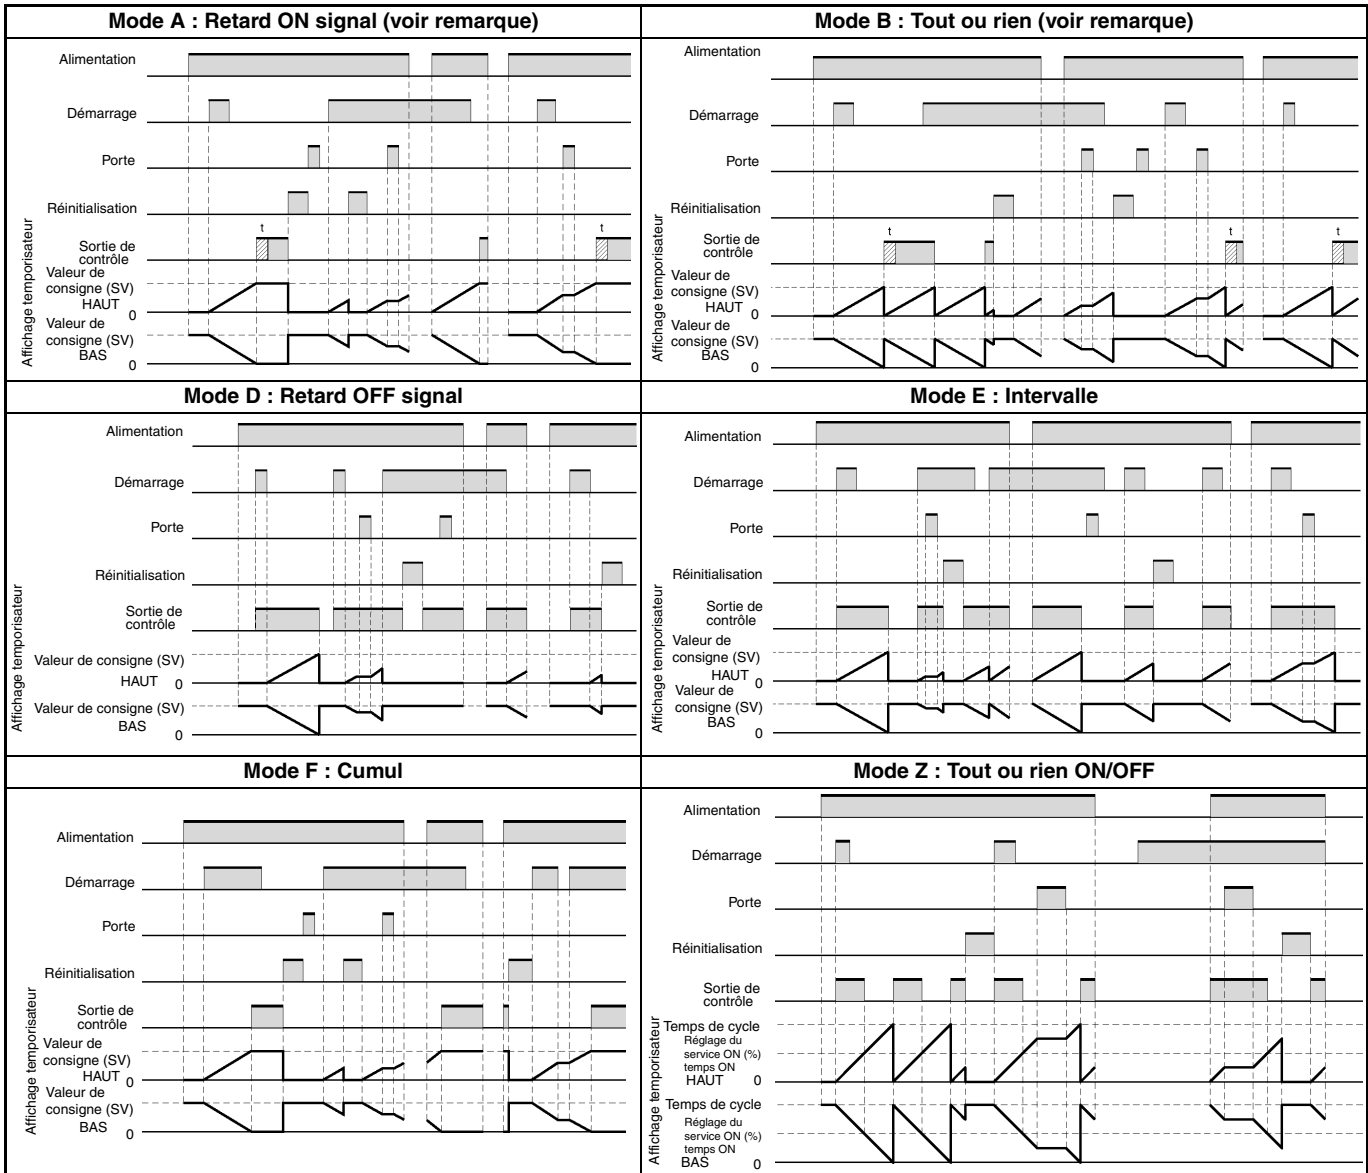 Mode A : Retard ON signal (voir remarque)
Alimentation
Démarrage
Porte
Réinitialisation
t
t
Sortie de
contrôle
Valeur de
consigne (SV)
HAUT
0
Valeur de
consigne (SV)
BAS
0
Affichage temporisateur
Mode B : Tout ou rien (voir remarque)
Alimentation
Démarrage
Porte
Réinitialisation
t
t
t
Sortie de
contrôle
Valeur de
consigne (SV)
HAUT
0
Valeur de
consigne (SV)
BAS
0
Affichage temporisateur
Mode D : Retard OFF signal
Alimentation
Démarrage
Porte
Réinitialisation
Sortie de
contrôle
Valeur de consigne (SV)
HAUT
0
Valeur de consigne (SV)
BAS
0
Affichage temporisateur
Mode E : Intervalle
Alimentation
Démarrage
Porte
Réinitialisation
Sortie de
contrôle
Valeur de
consigne (SV)
HAUT
0
Valeur de
consigne (SV)
BAS
0
Affichage temporisateur
Mode F : Cumul
Alimentation
Démarrage
Porte
Réinitialisation
Sortie de
contrôle
Valeur de
consigne (SV)
HAUT
0
Valeur de
consigne (SV)
BAS
0
Affichage temporisateur
Mode Z : Tout ou rien ON/OFF
Alimentation
Démarrage
Porte
Réinitialisation
Sortie de
contrôle
Temps de cycle
Réglage du
service ON (%)
temps ON
HAUT
0
Temps de cycle
Réglage du
service ON (%)
temps ON
BAS
0
Affichage temporisateur